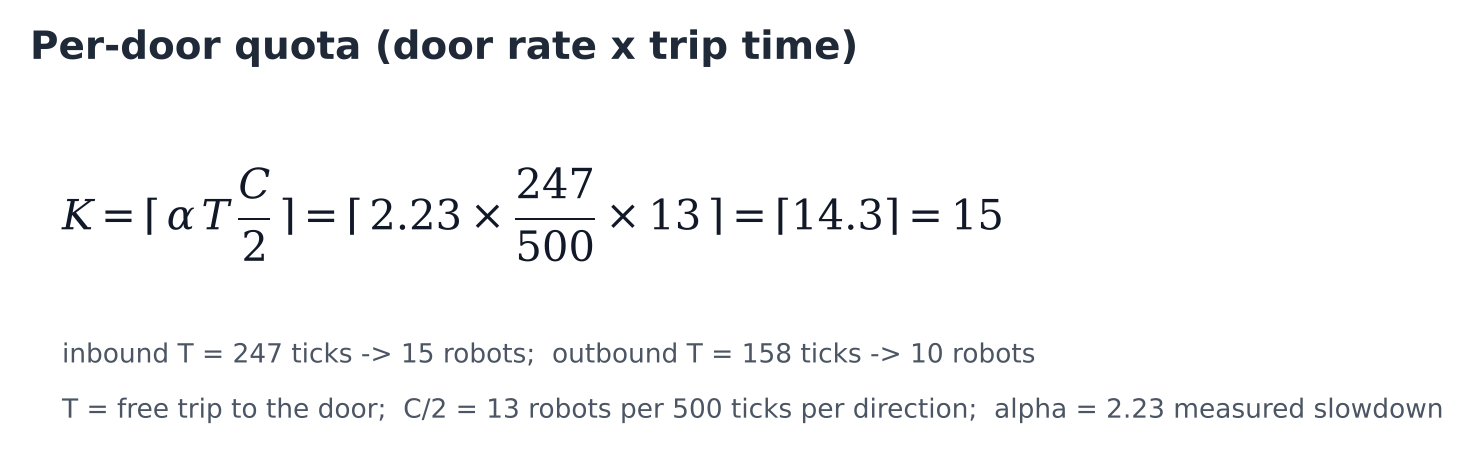 Per-door quota (door rate x trip time)
K = ⌈ α T C/2 ⌉ = ⌈ 2.23 × 247/500 × 13 ⌉ = ⌈14.3⌉ = 15
inbound T = 247 ticks -> 15 robots;  outbound T = 158 ticks -> 10 robots
T = free trip to the door;  C/2 = 13 robots per 500 ticks per direction;  alpha = 2.23 measured slowdown